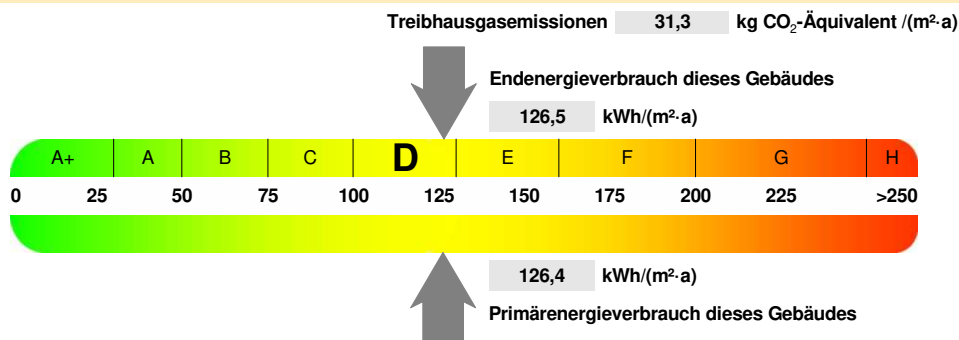 Treibhausgasemissionen 31,3 kg CO₂-Äquivalent /(m²·a)
Endenergieverbrauch dieses Gebäudes
126,5 kWh/(m²·a)
A+ A B C D E F G H
0 25 50 75 100 125 150 175 200 225 >250
126,4 kWh/(m²·a)
Primärenergieverbrauch dieses Gebäudes